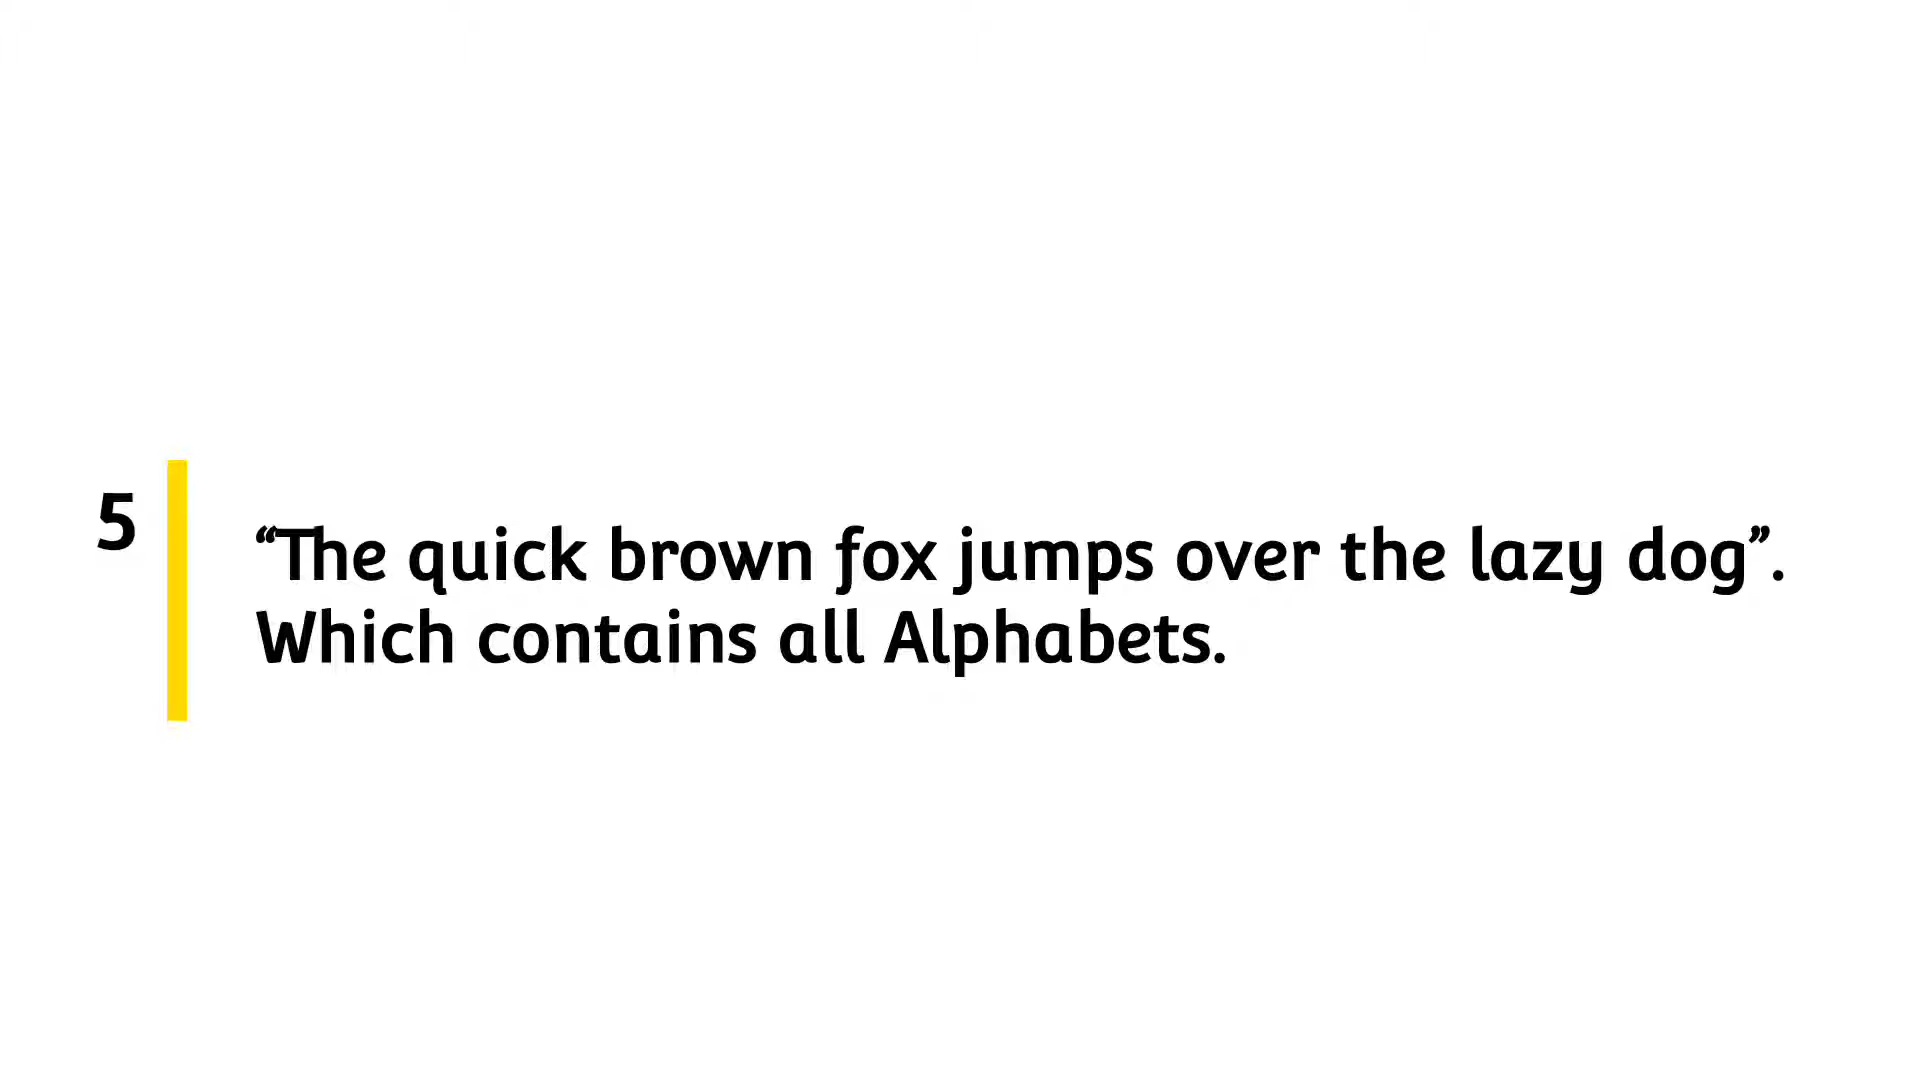 5
“The quick brown fox jumps over the lazy dog”.
Which contains all Alphabets.